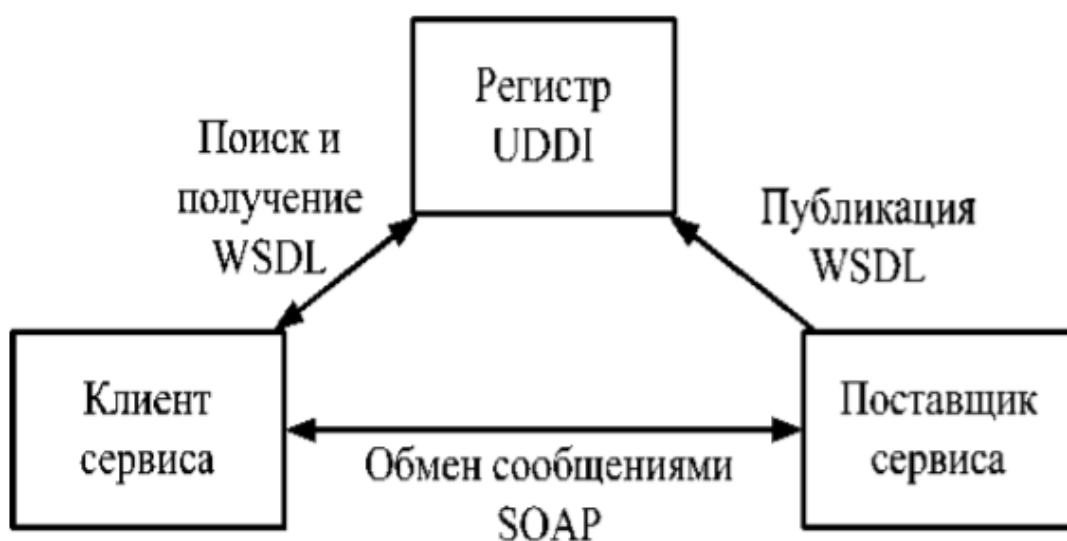 Регистр
UDDI
Поиск и
получение
WSDL
Публикация
WSDL
Клиент
сервиса
Обмен сообщениями
SOAP
Поставщик
сервиса